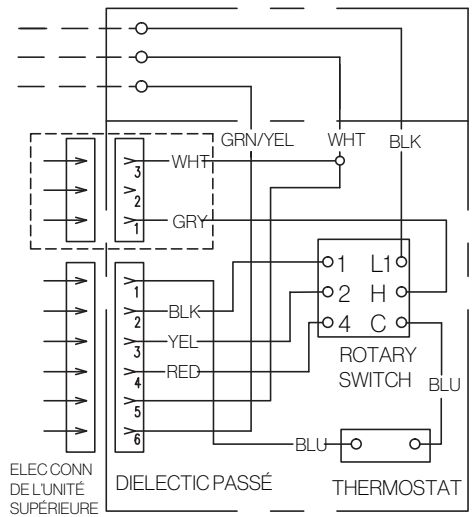 GRN/YEL WHT BLK
3 WHT
2
1 GRY
1
2 BLK
3 YEL
4 RED
5
6
1 L1
2 H
4 C
ROTARY
SWITCH
BLU
BLU
ELEC CONN
DE L'UNITÉ
SUPÉRIEURE
DIELECTIC PASSÉ
THERMOSTAT